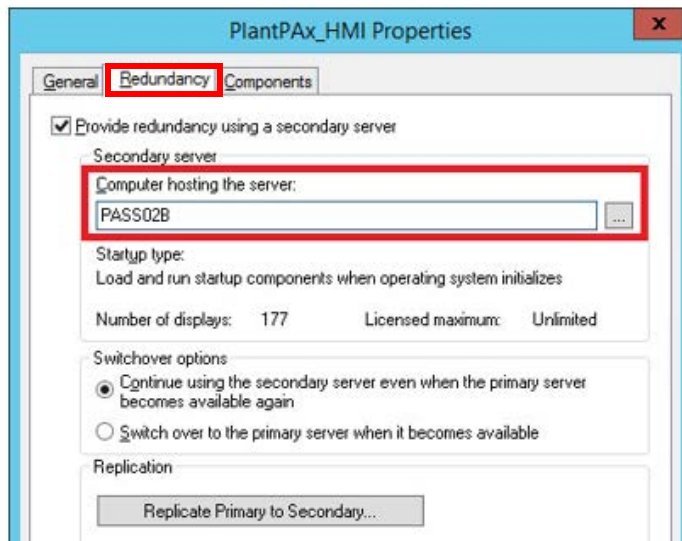 PlantPAx_HMI Properties
x
General Redundancy Components
Provide redundancy using a secondary server
Secondary server
Computer hosting the server:
PASS02B
...
Startup type:
Load and run startup components when operating system initializes
Number of displays: 177 Licensed maximum: Unlimited
Switchover options
Continue using the secondary server even when the primary server
becomes available again
Switch over to the primary server when it becomes available
Replication
Replicate Primary to Secondary...